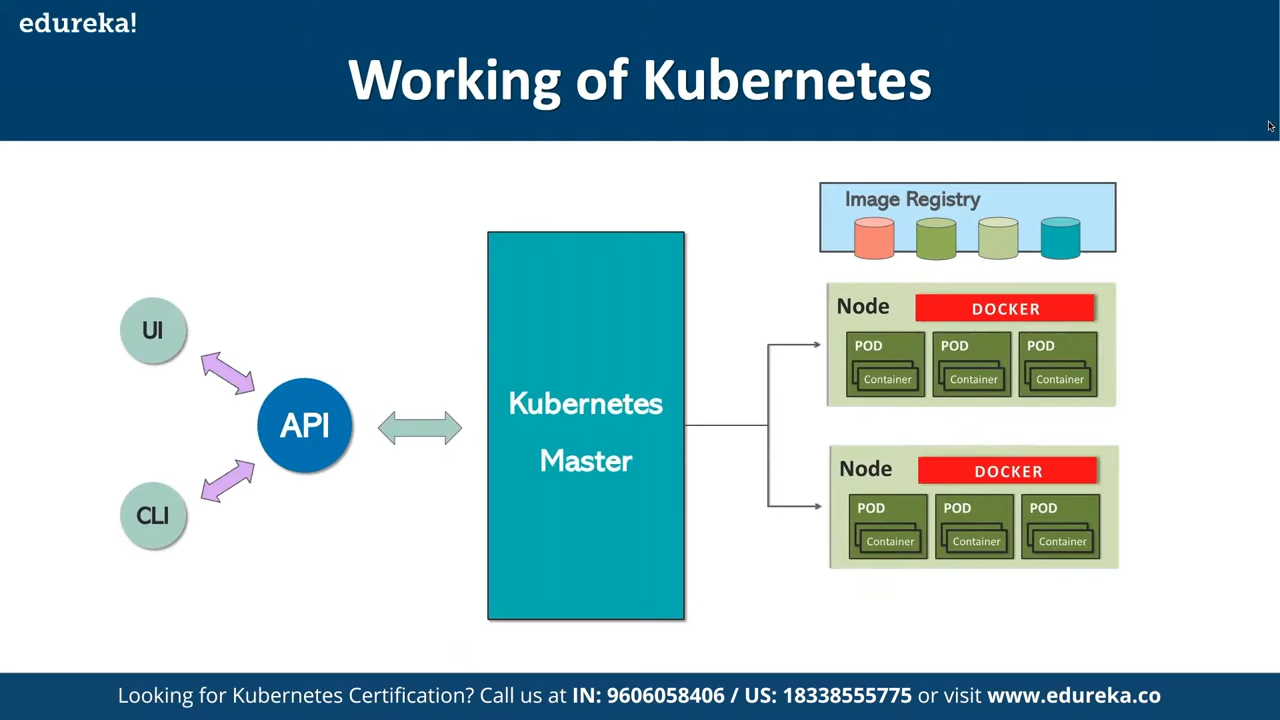 edureka!
Working of Kubernetes
Image Registry
UI
API
CLI
Kubernetes
Master
Node
DOCKER
POD
POD
POD
Container
Container
Container
Node
DOCKER
POD
POD
POD
Container
Container
Container
Looking for Kubernetes Certification? Call us at IN: 9606058406 / US: 18338555775 or visit www.edureka.co